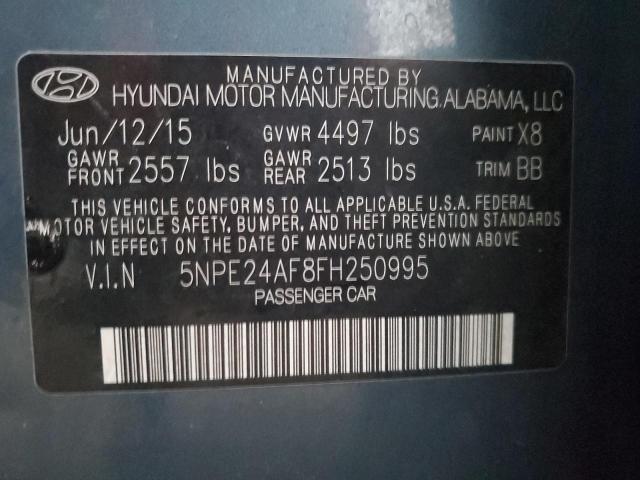 MANUFACTURED BY
HYUNDAI MOTOR MANUFACTURING ALABAMA, LLC
Jun/12/15 GVWR 4497 lbs PAINT X8
GAWR FRONT 2557 lbs GAWR REAR 2513 lbs TRIM BB
THIS VEHICLE CONFORMS TO ALL APPLICABLE U.S.A. FEDERAL
MOTOR VEHICLE SAFETY, BUMPER, AND THEFT PREVENTION STANDARDS
IN EFFECT ON THE DATE OF MANUFACTURE SHOWN ABOVE.
V.I.N 5NPE24AF8FH250995
PASSENGER CAR